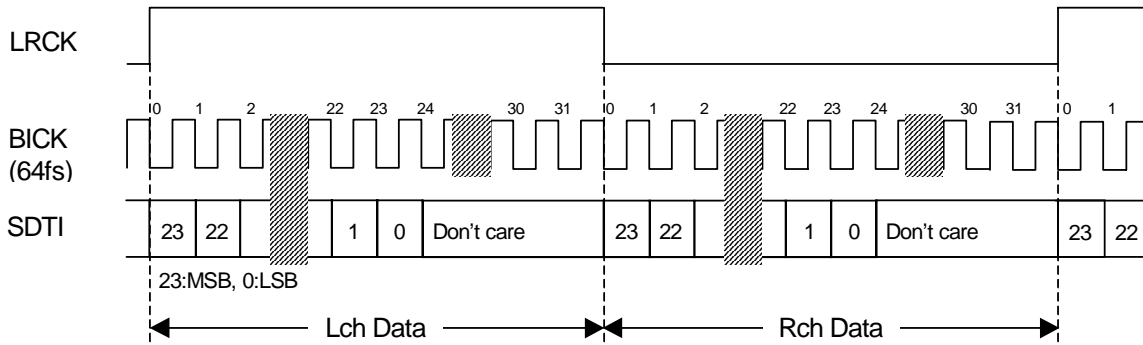 LRCK
0 1 2 22 23 24 30 31 0 1 2 22 23 24 30 31 0 1
BICK
(64fs)
SDTI 23 22 1 0 Don't care 23 22 1 0 Don't care 23 22
23:MSB, 0:LSB
Lch Data Rch Data